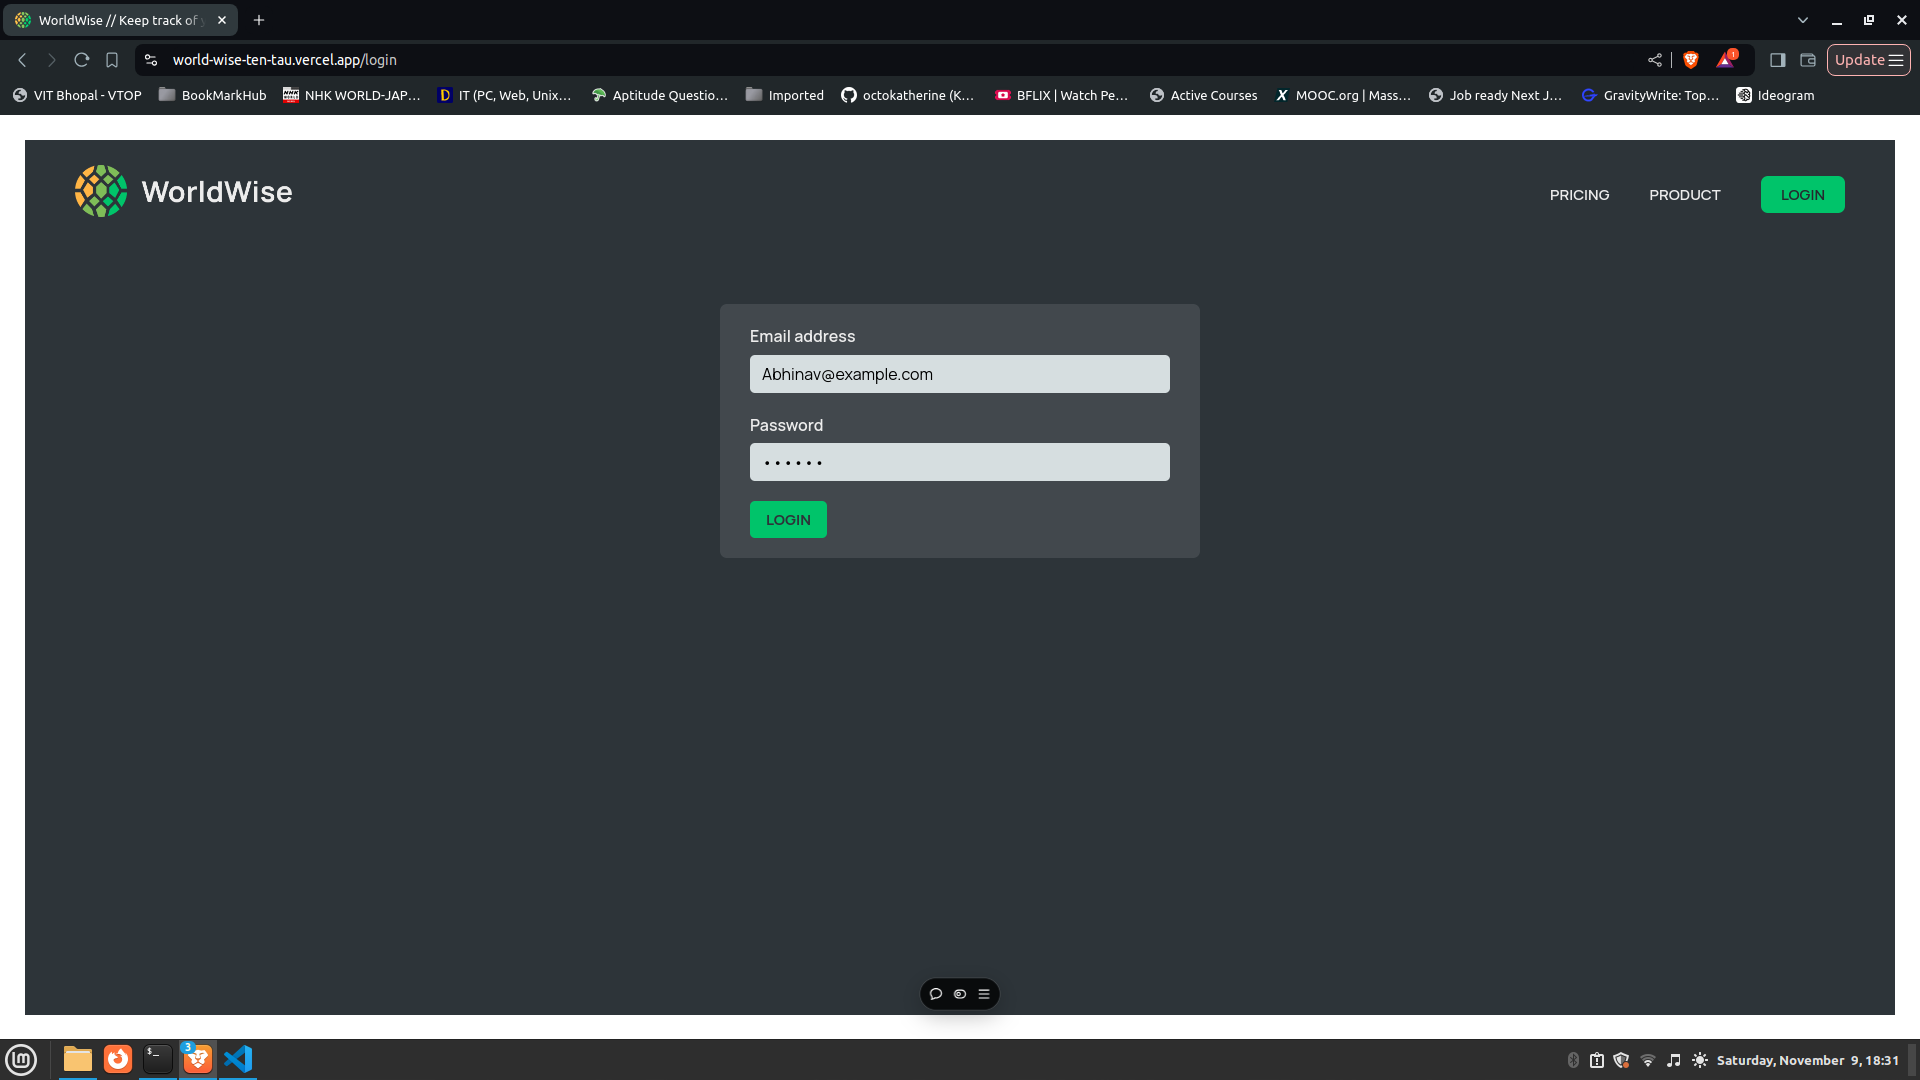 WorldWise // Keep track of y
world-wise-ten-tau.vercel.app/login
1
Update
VIT Bhopal - VTOP
BookMarkHub
NHK WORLD-JAP...
IT (PC, Web, Unix...
Aptitude Questio...
Imported
octokatherine (K...
BFLIX | Watch Pe...
Active Courses
MOOC.org | Mass...
Job ready Next J...
GravityWrite: Top...
Ideogram
WorldWise
PRICING
PRODUCT
LOGIN
Email address
Abhinav@example.com
Password
••••••
LOGIN
3
Saturday, November 9, 18:31